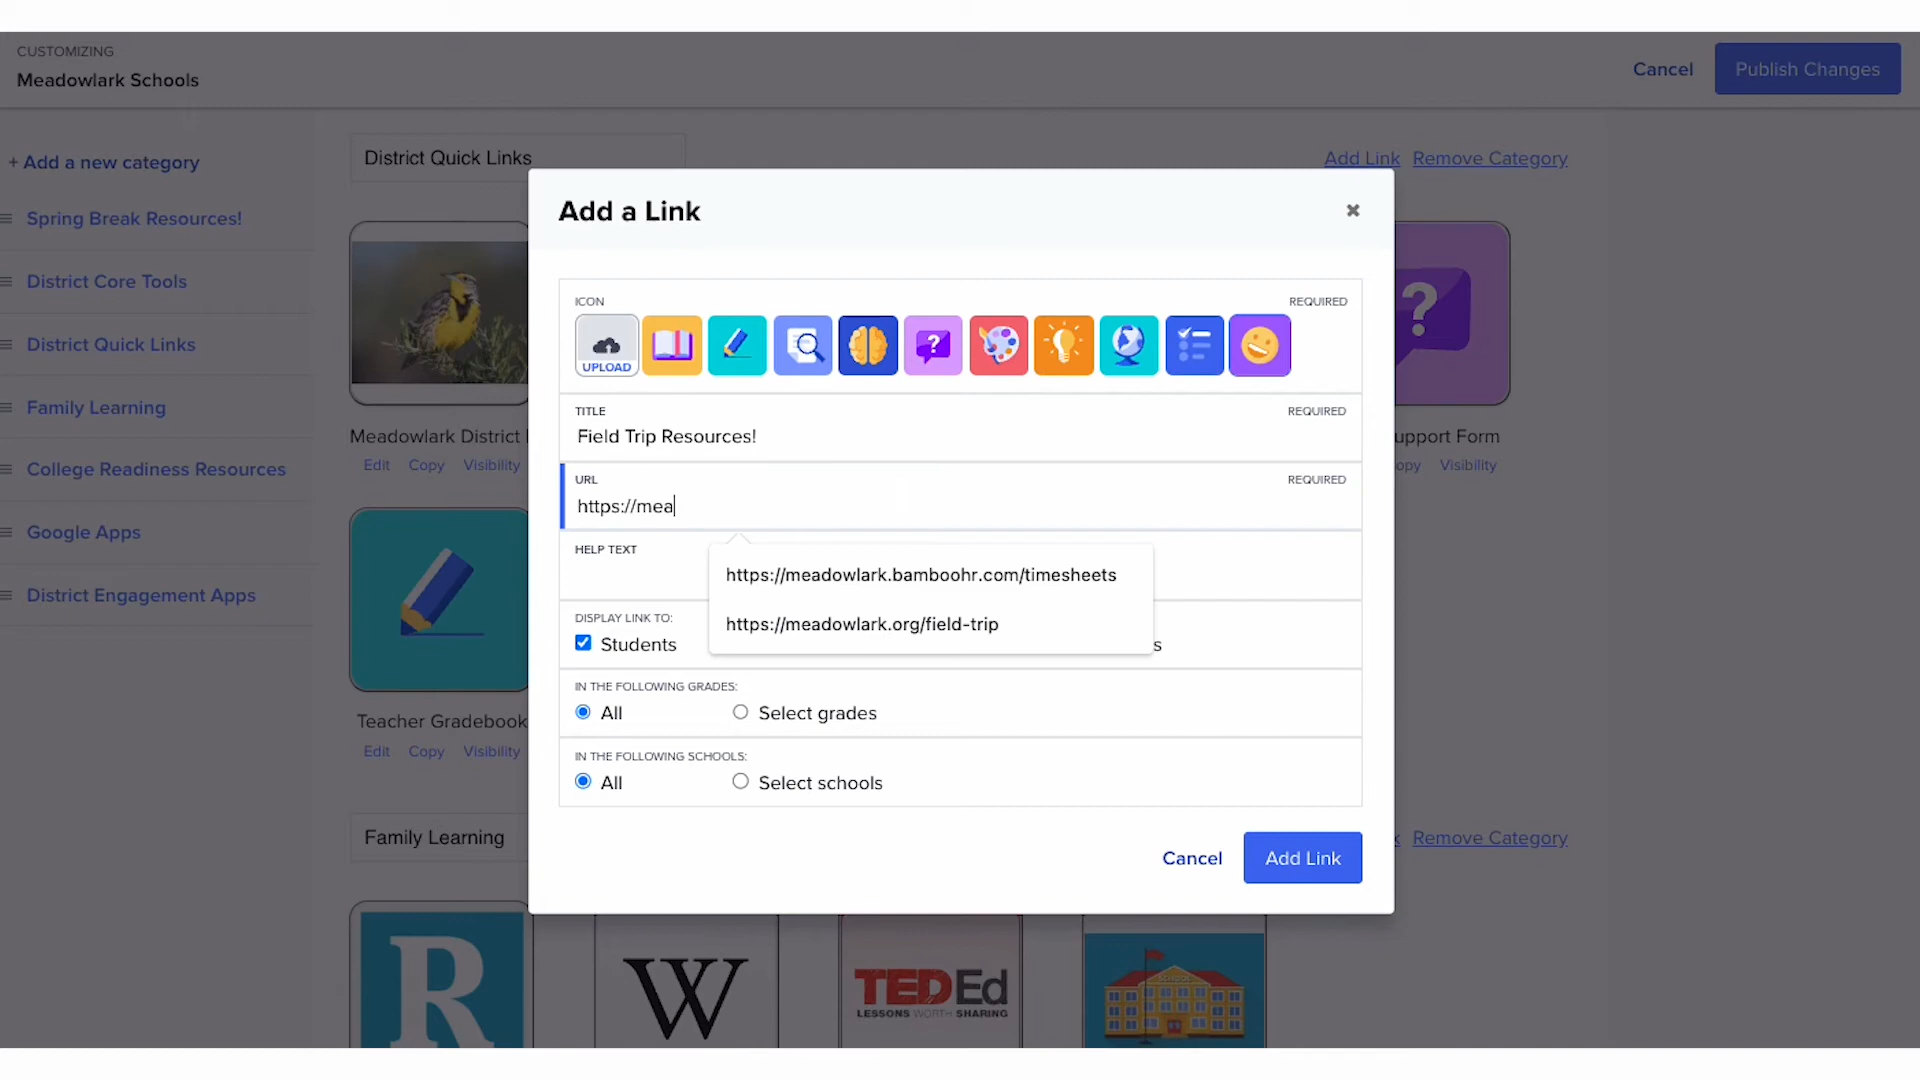 CUSTOMIZING
Meadowlark Schools
Cancel
Publish Changes
+ Add a new category
Spring Break Resources!
District Core Tools
District Quick Links
Family Learning
College Readiness Resources
Google Apps
District Engagement Apps
District Quick Links
Add Link Remove Category
Meadowlark District
Edit Copy Visibility
upport Form
opy Visibility
?
Teacher Gradebook
Edit Copy Visibility
Family Learning
Remove Category
R
W
TEDEd
LESSONS WORTH SHARING
SCHOOL
Add a Link
ICON
REQUIRED
UPLOAD
?
TITLE
REQUIRED
Field Trip Resources!
URL
REQUIRED
https://mea
HELP TEXT
https://meadowlark.bamboohr.com/timesheets
https://meadowlark.org/field-trip
DISPLAY LINK TO:
Students
s
IN THE FOLLOWING GRADES:
All
Select grades
IN THE FOLLOWING SCHOOLS:
All
Select schools
Cancel
Add Link